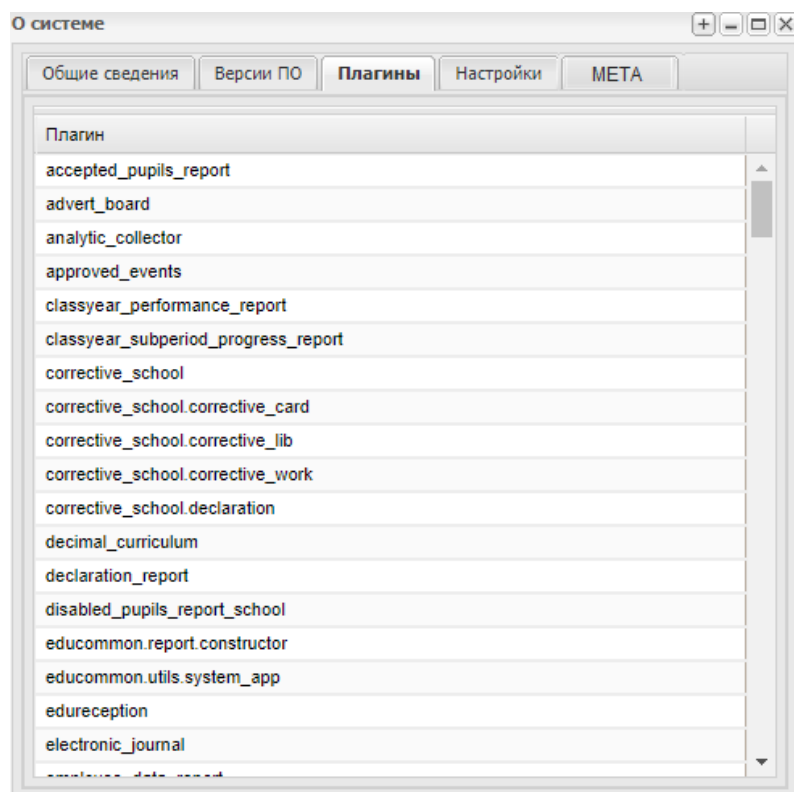 О системе
Общие сведения Версии ПО Плагины Настройки МЕТА
Плагин
accepted_pupils_report
advert_board
analytic_collector
approved_events
classyear_performance_report
classyear_subperiod_progress_report
corrective_school
corrective_school.corrective_card
corrective_school.corrective_lib
corrective_school.corrective_work
corrective_school.declaration
decimal_curriculum
declaration_report
disabled_pupils_report_school
educommon.report.constructor
educommon.utils.system_app
edureception
electronic_journal